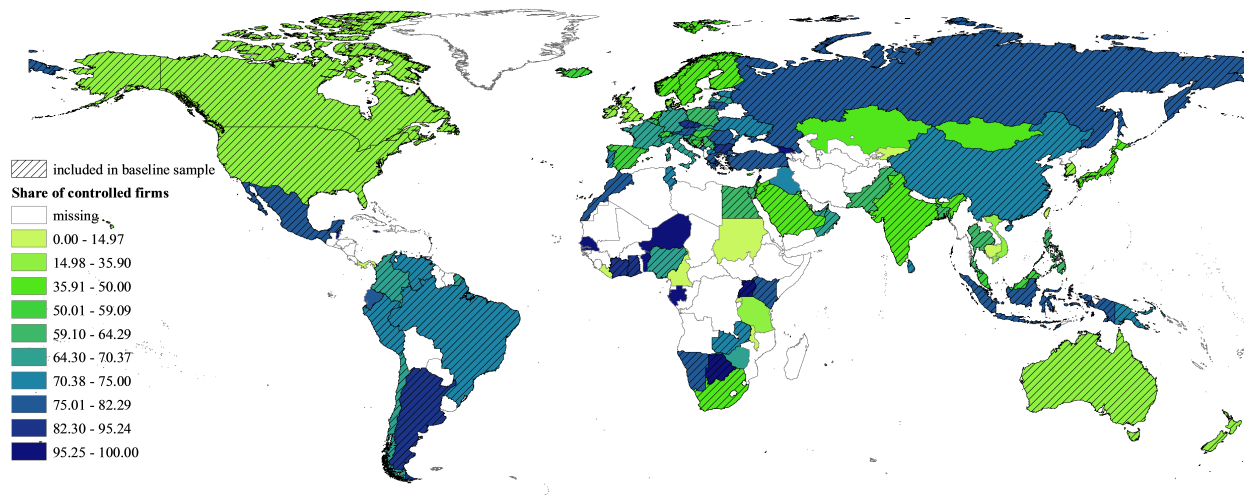 included in baseline sample
Share of controlled firms
missing
0.00 - 14.97
14.98 - 35.90
35.91 - 50.00
50.01 - 59.09
59.10 - 64.29
64.30 - 70.37
70.38 - 75.00
75.01 - 82.29
82.30 - 95.24
95.25 - 100.00